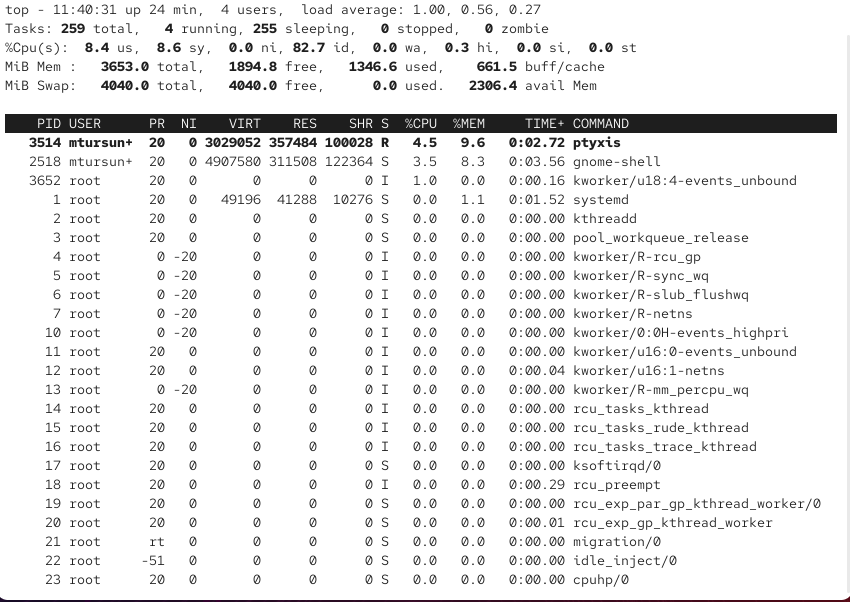 top - 11:40:31 up 24 min,  4 users,  load average: 1.00, 0.56, 0.27
Tasks: 259 total,   4 running, 255 sleeping,   0 stopped,   0 zombie
%Cpu(s):  8.4 us,  8.6 sy,  0.0 ni, 82.7 id,  0.0 wa,  0.3 hi,  0.0 si,  0.0 st
MiB Mem :   3653.0 total,   1894.8 free,   1346.6 used,    661.5 buff/cache
MiB Swap:   4040.0 total,   4040.0 free,      0.0 used.   2306.4 avail Mem
    PID USER      PR  NI    VIRT    RES    SHR S  %CPU  %MEM     TIME+ COMMAND
   3514 mtursun+  20   0 3029052 357484 100028 R   4.5   9.6   0:02.72 ptyxis
   2518 mtursun+  20   0 4907580 311508 122364 S   3.5   8.3   0:03.56 gnome-shell
   3652 root      20   0       0      0      0 I   1.0   0.0   0:00.16 kworker/u18:4-events_unbound
      1 root      20   0   49196  41288  10276 S   0.0   1.1   0:01.52 systemd
      2 root      20   0       0      0      0 S   0.0   0.0   0:00.00 kthreadd
      3 root      20   0       0      0      0 S   0.0   0.0   0:00.00 pool_workqueue_release
      4 root       0 -20       0      0      0 I   0.0   0.0   0:00.00 kworker/R-rcu_gp
      5 root       0 -20       0      0      0 I   0.0   0.0   0:00.00 kworker/R-sync_wq
      6 root       0 -20       0      0      0 I   0.0   0.0   0:00.00 kworker/R-slub_flushwq
      7 root       0 -20       0      0      0 I   0.0   0.0   0:00.00 kworker/R-netns
     10 root       0 -20       0      0      0 I   0.0   0.0   0:00.00 kworker/0:0H-events_highpri
     11 root      20   0       0      0      0 I   0.0   0.0   0:00.00 kworker/u16:0-events_unbound
     12 root      20   0       0      0      0 I   0.0   0.0   0:00.04 kworker/u16:1-netns
     13 root       0 -20       0      0      0 I   0.0   0.0   0:00.00 kworker/R-mm_percpu_wq
     14 root      20   0       0      0      0 I   0.0   0.0   0:00.00 rcu_tasks_kthread
     15 root      20   0       0      0      0 I   0.0   0.0   0:00.00 rcu_tasks_rude_kthread
     16 root      20   0       0      0      0 I   0.0   0.0   0:00.00 rcu_tasks_trace_kthread
     17 root      20   0       0      0      0 S   0.0   0.0   0:00.00 ksoftirqd/0
     18 root      20   0       0      0      0 I   0.0   0.0   0:00.29 rcu_preempt
     19 root      20   0       0      0      0 S   0.0   0.0   0:00.00 rcu_exp_par_gp_kthread_worker/0
     20 root      20   0       0      0      0 S   0.0   0.0   0:00.01 rcu_exp_gp_kthread_worker
     21 root      rt   0       0      0      0 S   0.0   0.0   0:00.00 migration/0
     22 root     -51   0       0      0      0 S   0.0   0.0   0:00.00 idle_inject/0
     23 root      20   0       0      0      0 S   0.0   0.0   0:00.00 cpuhp/0